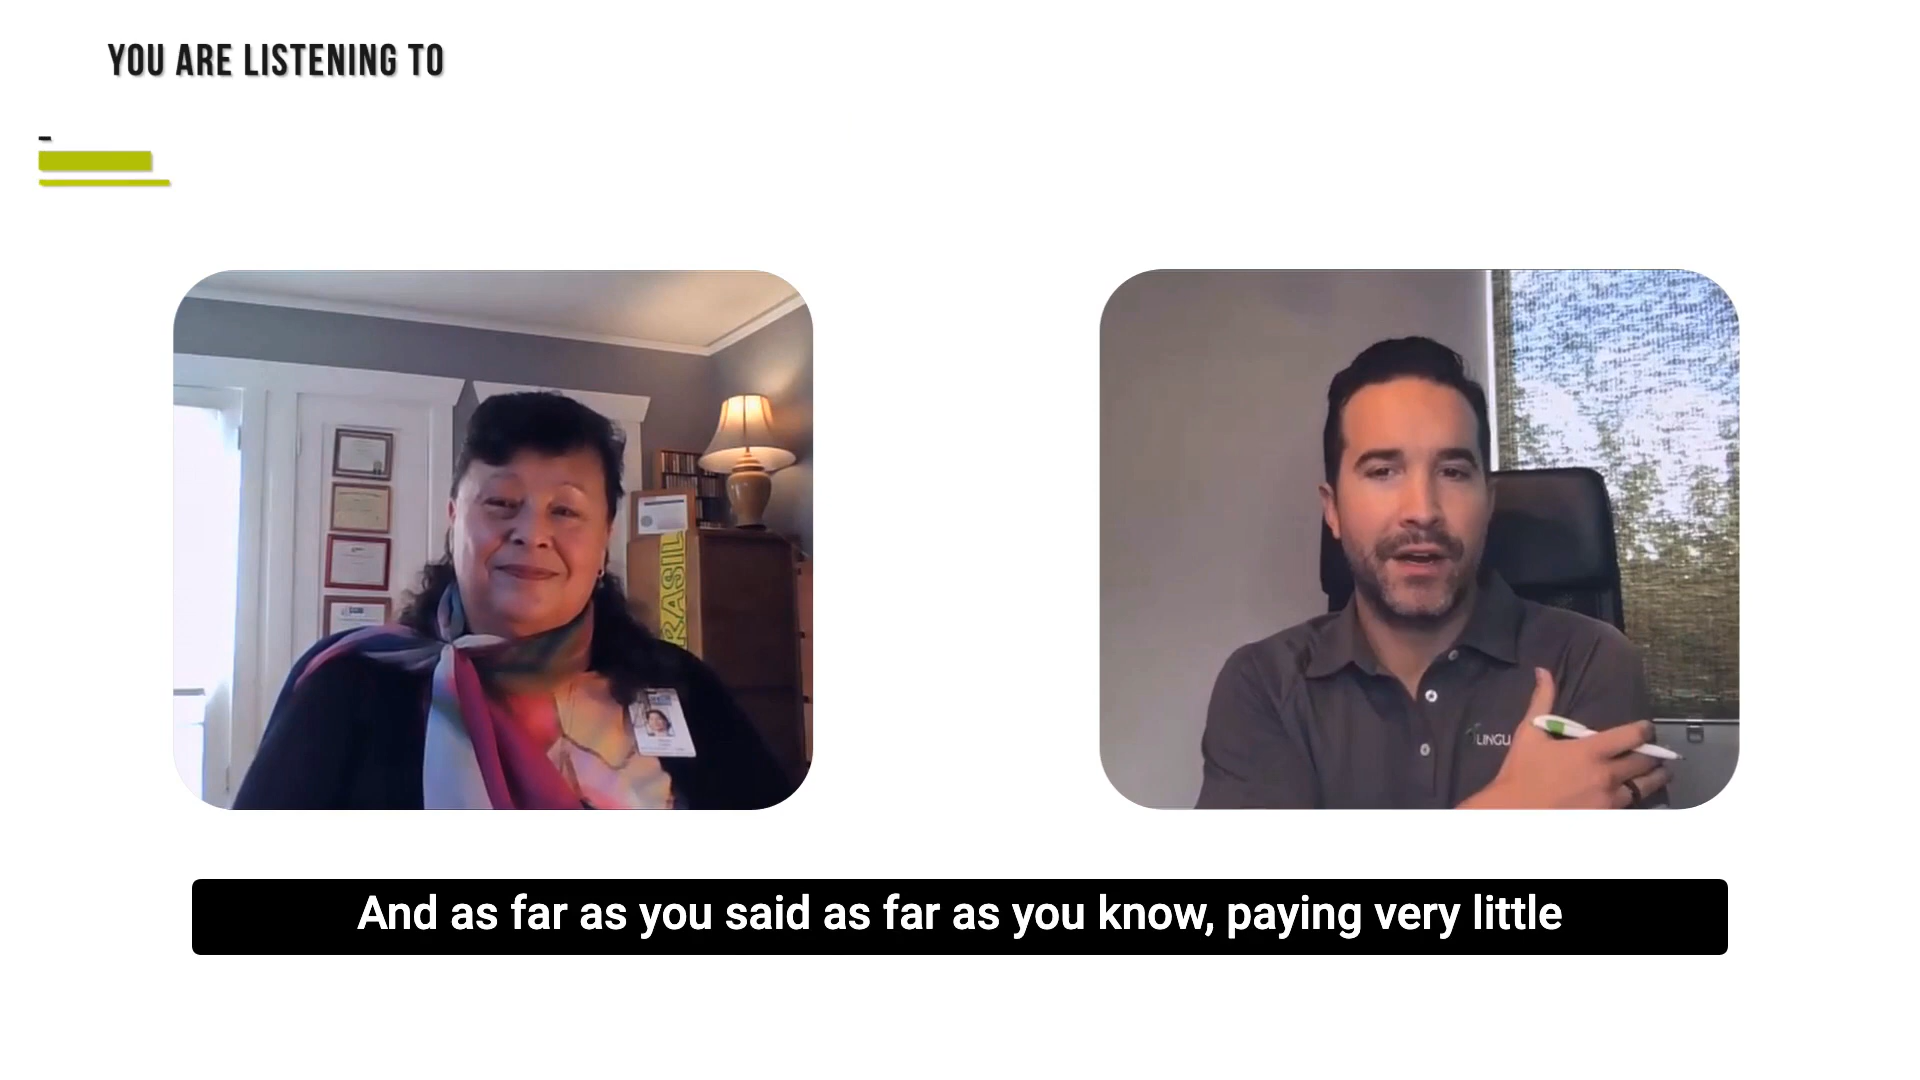 YOU ARE LISTENING TO
RASIL
LINGU
And as far as you said as far as you know, paying very little